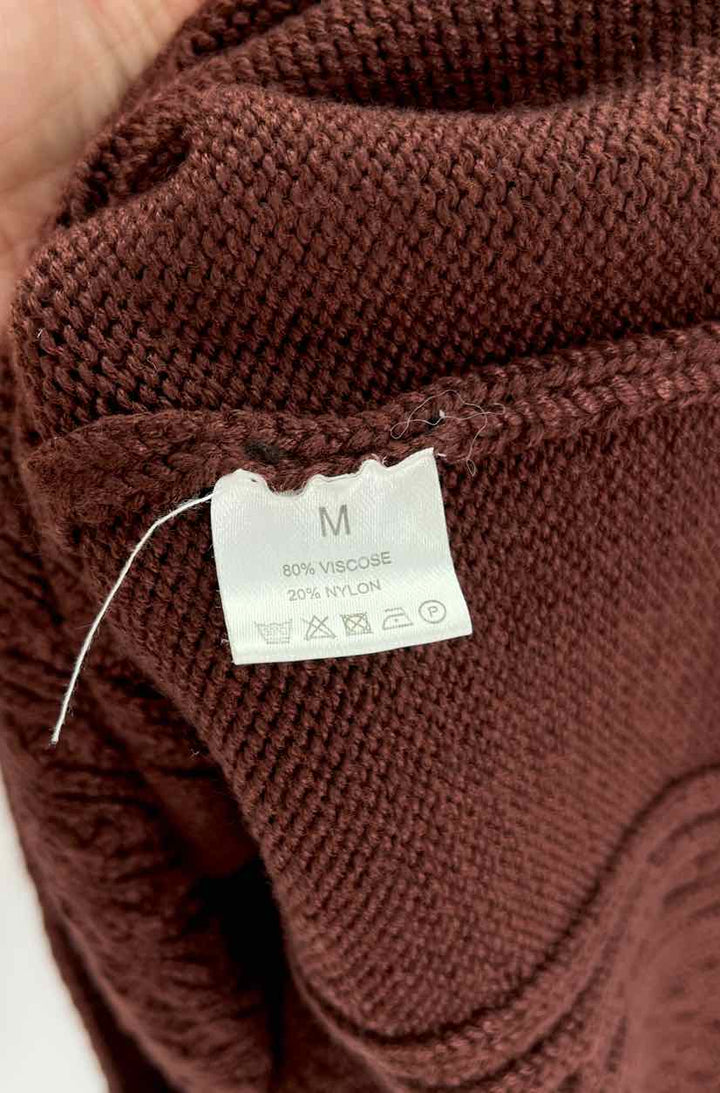 M
80% VISCOSE
20% NYLON
P